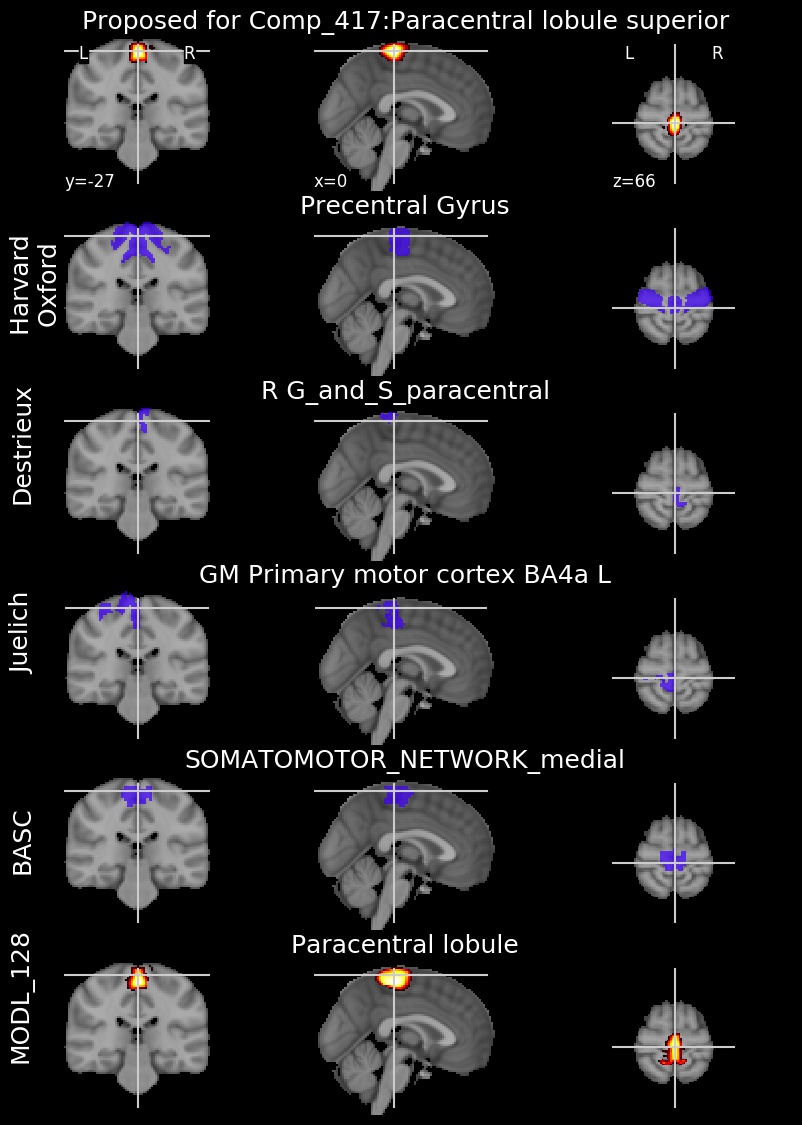 Proposed for Comp_417:Paracentral lobule superior
L R
L R
y=-27
x=0
z=66
Precentral Gyrus
Harvard
Oxford
R G_and_S_paracentral
Destrieux
GM Primary motor cortex BA4a L
Juelich
SOMATOMOTOR_NETWORK_medial
BASC
Paracentral lobule
MODL_128